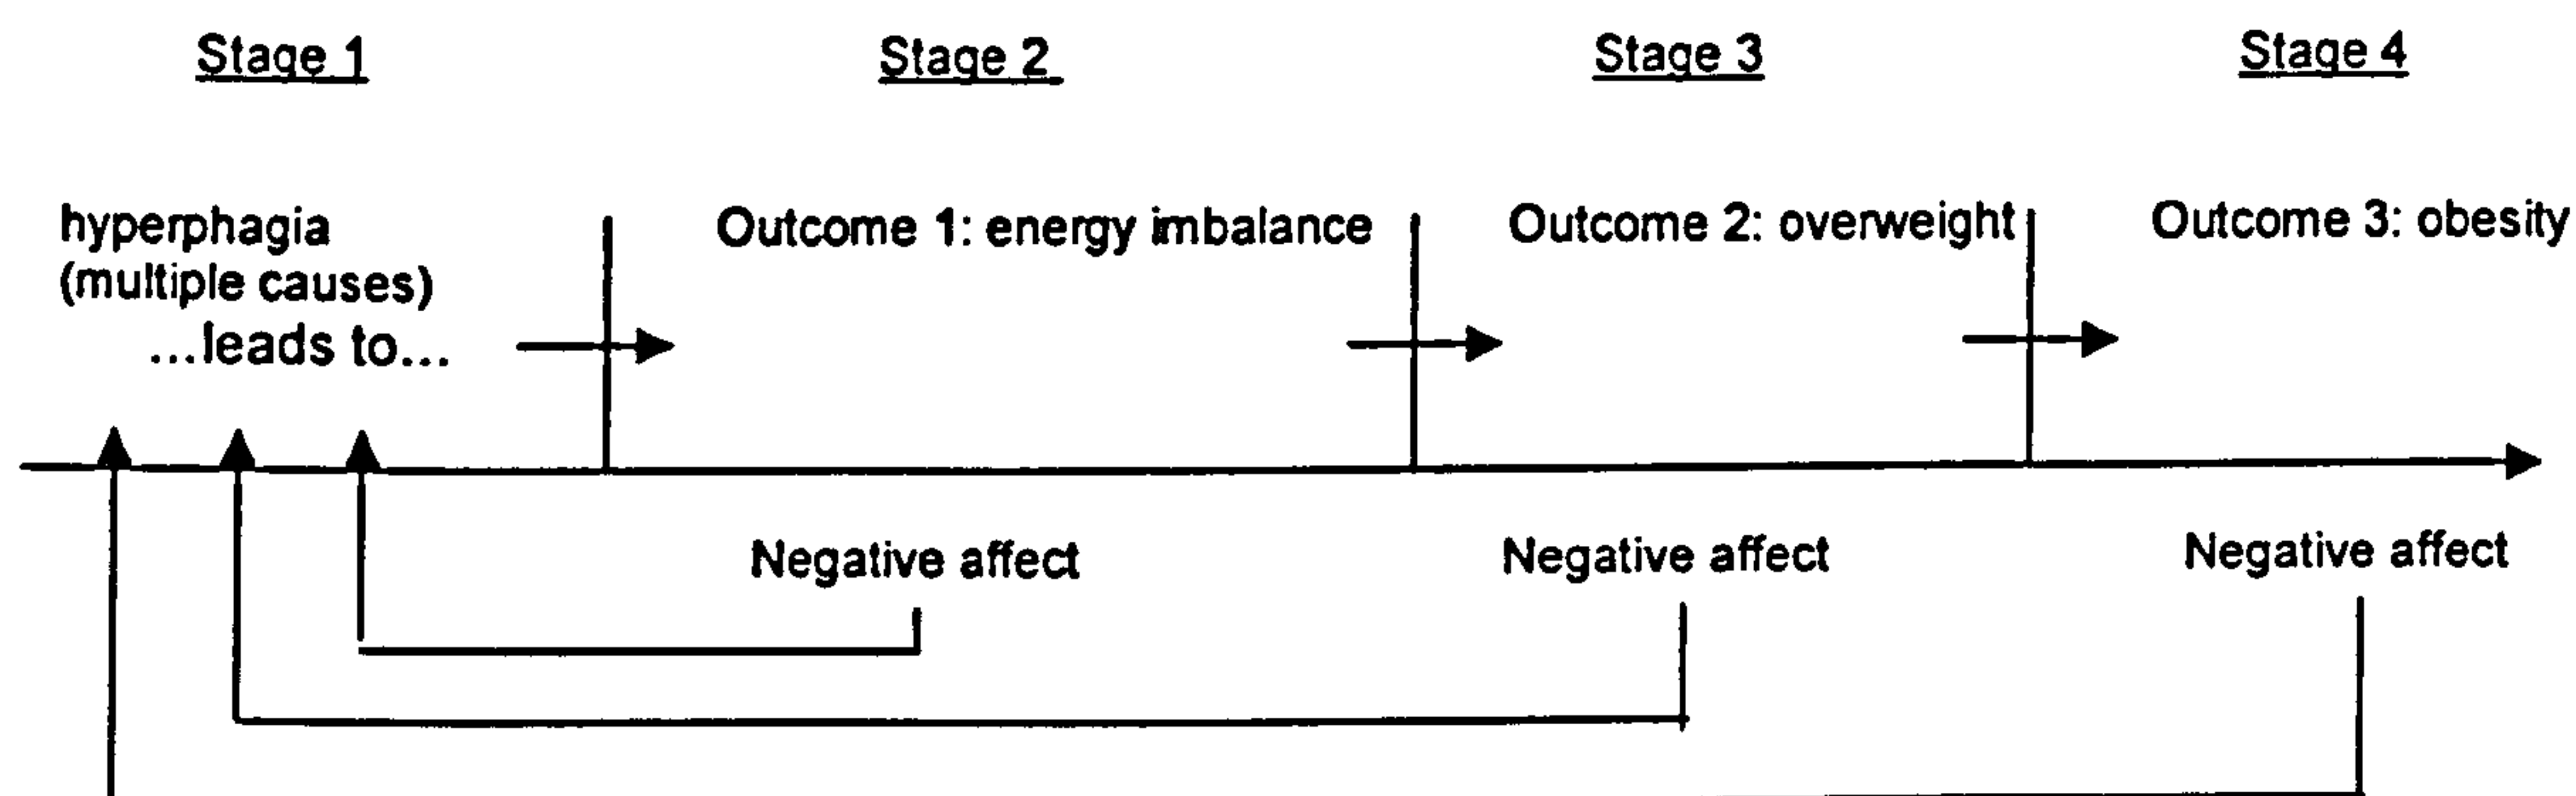 Stage 1
Stage 2
Stage 3
Stage 4
hyperphagia
(multiple causes)
...leads to...
Outcome 1: energy imbalance
Outcome 2: overweight
Outcome 3: obesity
Negative affect
Negative affect
Negative affect